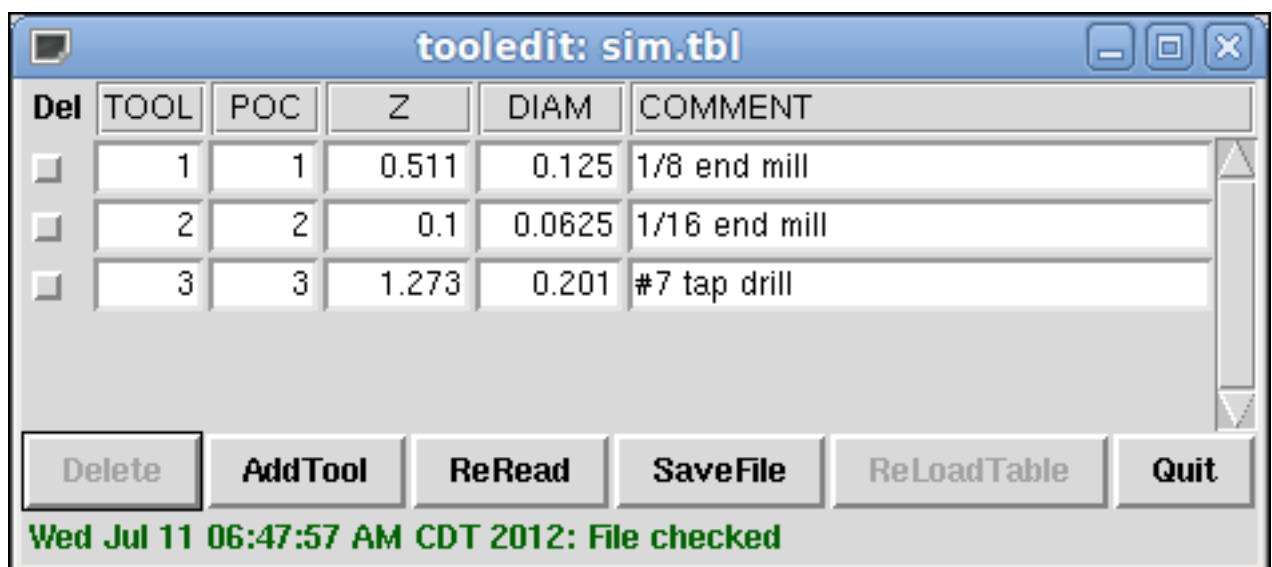 tooledit: sim.tbl
Del TOOL POC Z DIAM COMMENT
1 1 0.511 0.125 1/8 end mill
2 2 0.1 0.0625 1/16 end mill
3 3 1.273 0.201 #7 tap drill
Delete AddTool ReRead SaveFile ReLoadTable Quit
Wed Jul 11 06:47:57 AM CDT 2012: File checked